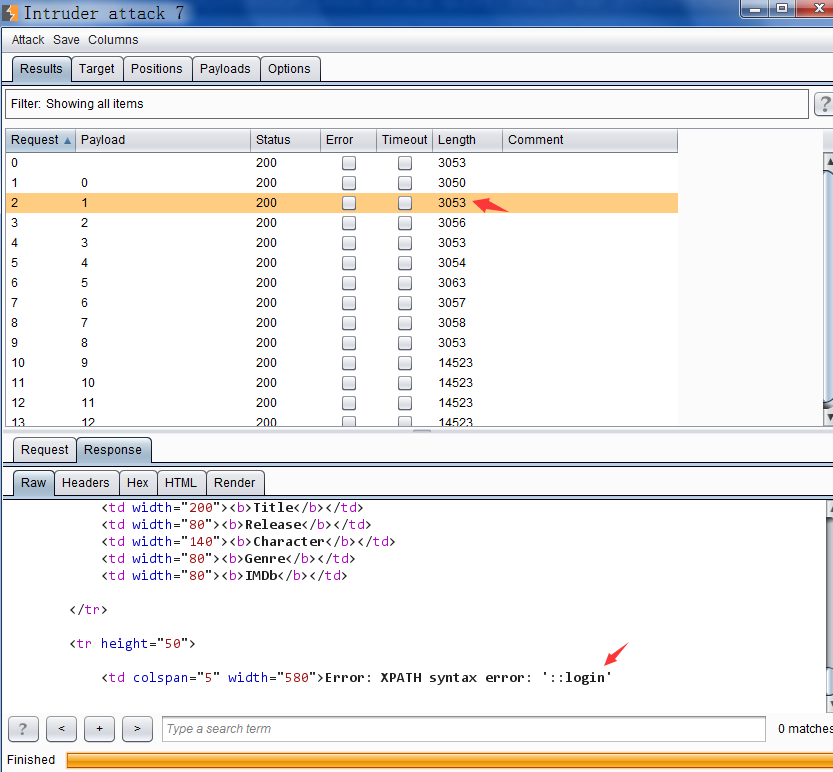 Intruder attack 7
Attack Save Columns
Results Target Positions Payloads Options
Filter: Showing all items ?
Request Payload Status Error Timeout Length Comment
0 200 3053
1 0 200 3050
2 1 200 3053
3 2 200 3056
4 3 200 3053
5 4 200 3054
6 5 200 3063
7 6 200 3057
8 7 200 3058
9 8 200 3053
10 9 200 14523
11 10 200 14523
12 11 200 14523
13 12 200 14523
Request Response
Raw Headers Hex HTML Render
<td width="200"><b>Title</b></td>
<td width="80"><b>Release</b></td>
<td width="140"><b>Character</b></td>
<td width="80"><b>Genre</b></td>
<td width="80"><b>IMDb</b></td>
</tr>
<tr height="50">
<td colspan="5" width="580">Error: XPATH syntax error: '::login'
? < + > Type a search term 0 matches
Finished